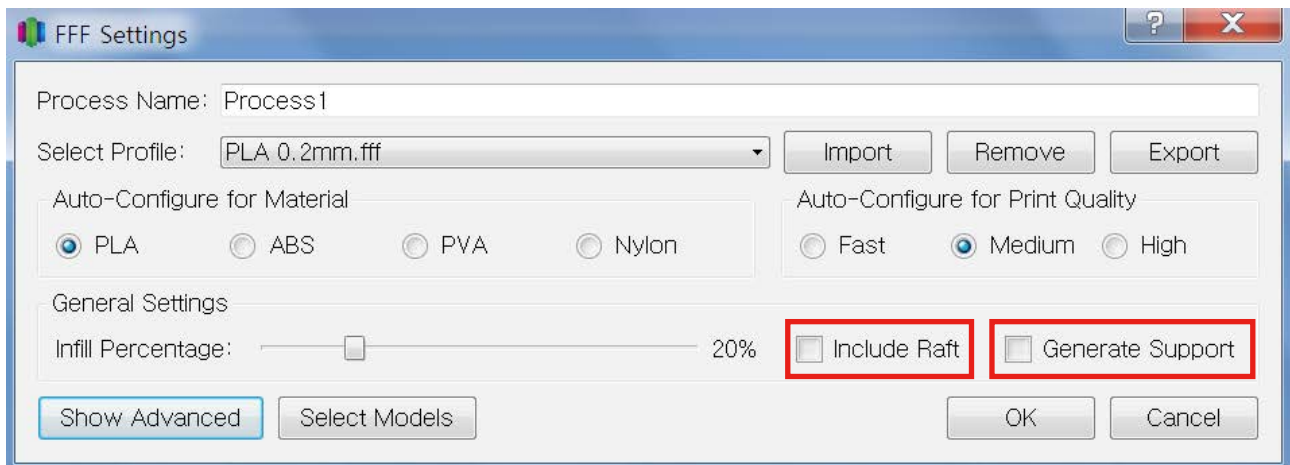 FFF Settings
?
X
Process Name: Process1
Select Profile: PLA 0.2mm.fff Import Remove Export
Auto-Configure for Material Auto-Configure for Print Quality
PLA ABS PVA Nylon Fast Medium High
General Settings
Infill Percentage: 20% Include Raft Generate Support
Show Advanced Select Models OK Cancel